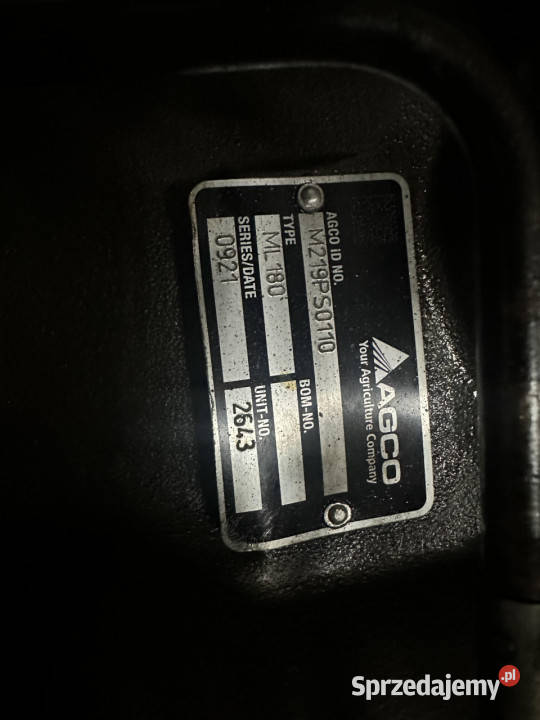 AGCO
Your Agriculture Company
AGCO ID NO.
M219PS0110
TYPE
BOM-NO.
ML 180
SERIES/DATE
UNIT-NO.
0921
2643
Sprzedajemy.pl